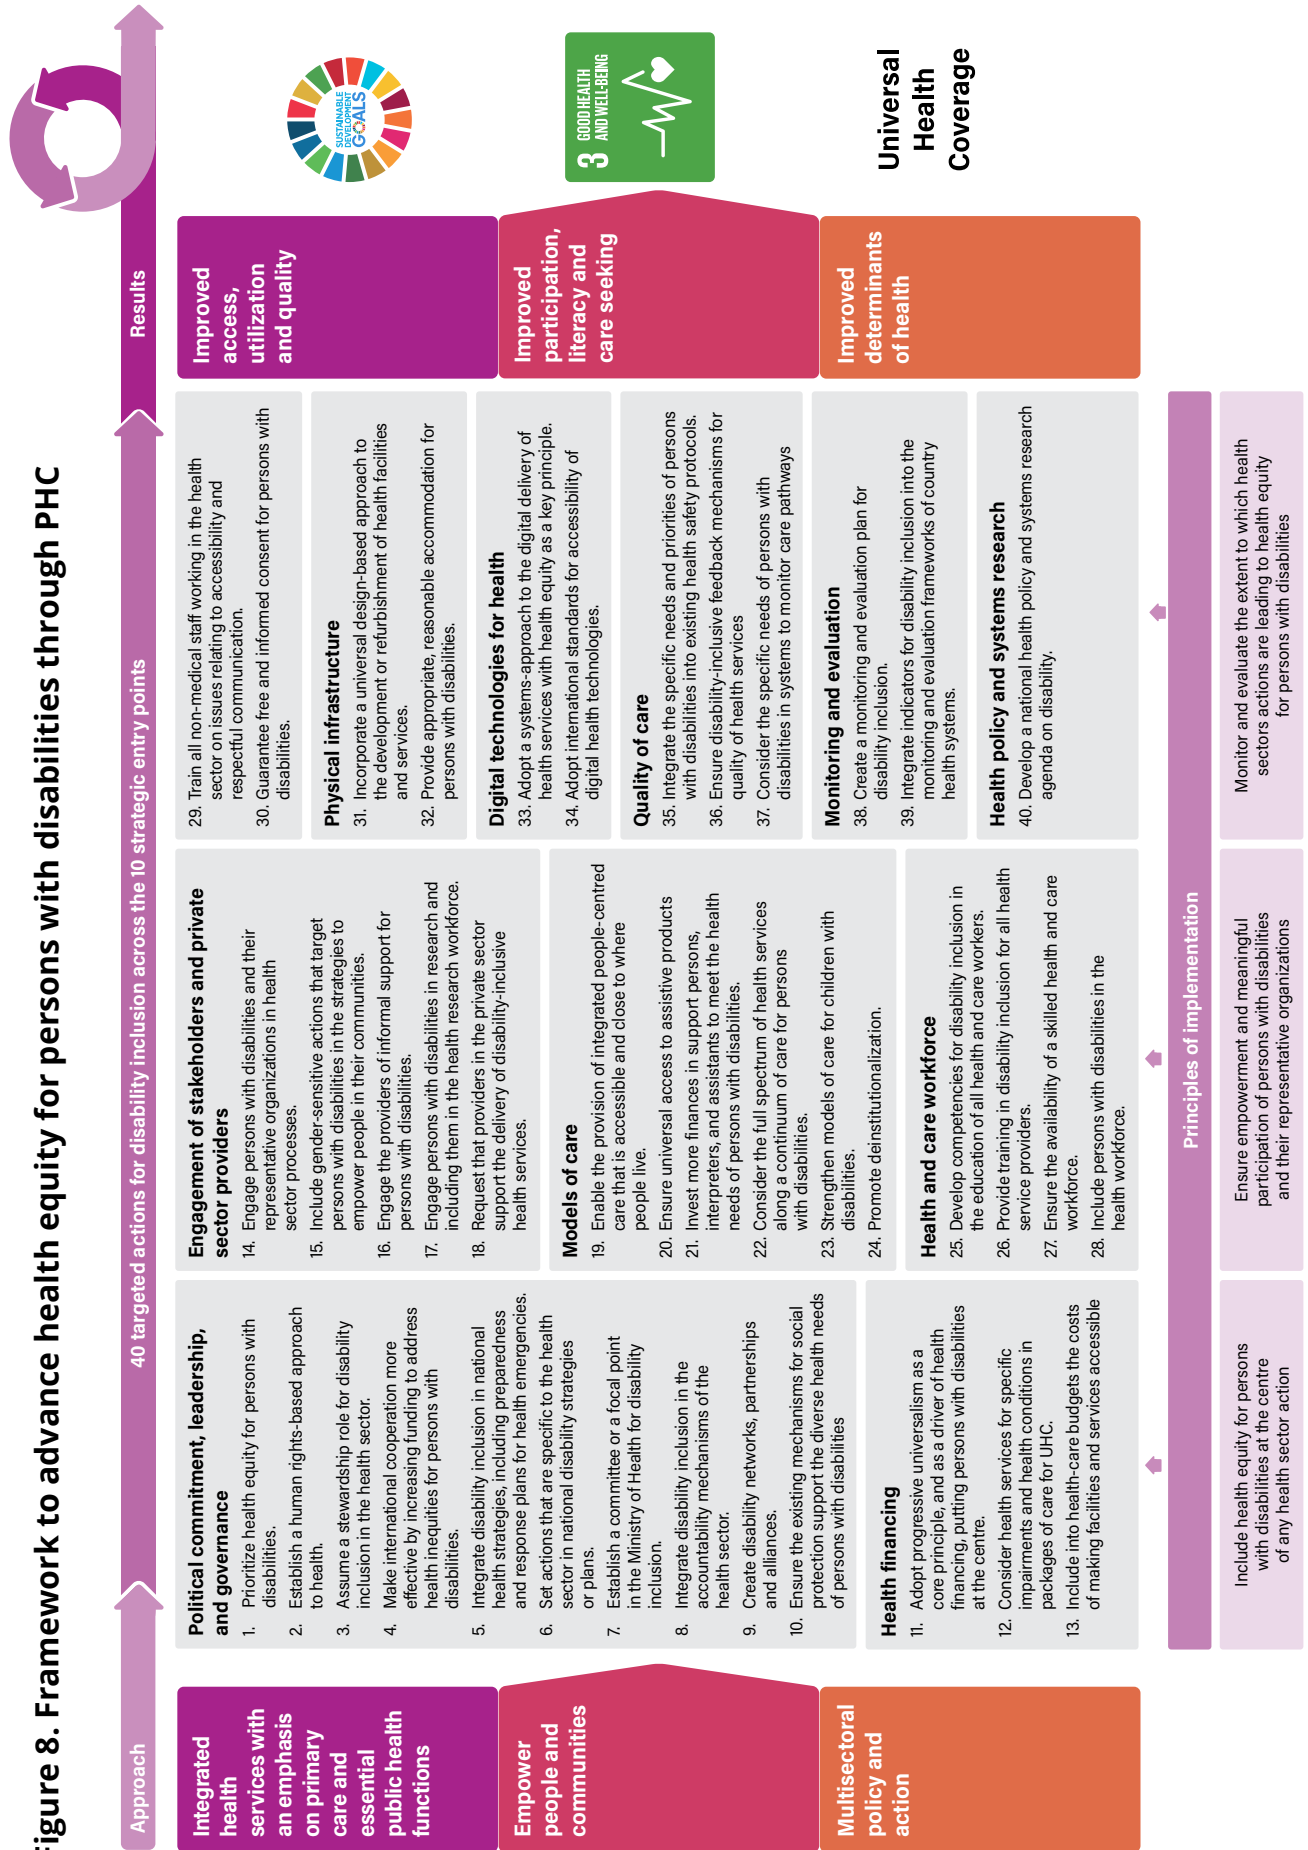 Figure 8. Framework to advance health equity for persons with disabilities through PHC
Approach
40 targeted actions for disability inclusion across the 10 strategic entry points
Results
Integrated
health
services with
an emphasis
on primary
care and
essential
public health
functions
Empower
people and
communities
Multisectoral
policy and
action
Political commitment, leadership,
and governance
1. Prioritize health equity for persons with
disabilities.
2. Establish a human rights-based approach
to health.
3. Assume a stewardship role for disability
inclusion in the health sector.
4. Make international cooperation more
effective by increasing funding to address
health inequities for persons with
disabilities.
5. Integrate disability inclusion in national
health strategies, including preparedness
and response plans for health emergencies.
6. Set actions that are specific to the health
sector in national disability strategies
or plans.
7. Establish a committee or a focal point
in the Ministry of Health for disability
inclusion.
8. Integrate disability inclusion in the
accountability mechanisms of the
health sector.
9. Create disability networks, partnerships
and alliances.
10. Ensure the existing mechanisms for social
protection support the diverse health needs
of persons with disabilities
Health financing
11. Adopt progressive universalism as a
core principle, and as a driver of health
financing, putting persons with disabilities
at the centre.
12. Consider health services for specific
impairments and health conditions in
packages of care for UHC.
13. Include into health-care budgets the costs
of making facilities and services accessible
Engagement of stakeholders and private
sector providers
14. Engage persons with disabilities and their
representative organizations in health
sector processes.
15. Include gender-sensitive actions that target
persons with disabilities in the strategies to
empower people in their communities.
16. Engage the providers of informal support for
persons with disabilities.
17. Engage persons with disabilities in research and
including them in the health research workforce.
18. Request that providers in the private sector
support the delivery of disability-inclusive
health services.
Models of care
19. Enable the provision of integrated people-centred
care that is accessible and close to where
people live.
20. Ensure universal access to assistive products
21. Invest more finances in support persons,
interpreters, and assistants to meet the health
needs of persons with disabilities.
22. Consider the full spectrum of health services
along a continuum of care for persons
with disabilities.
23. Strengthen models of care for children with
disabilities.
24. Promote deinstitutionalization.
Health and care workforce
25. Develop competencies for disability inclusion in
the education of all health and care workers.
26. Provide training in disability inclusion for all health
service providers.
27. Ensure the availability of a skilled health and care
workforce.
28. Include persons with disabilities in the
health workforce.
29. Train all non-medical staff working in the health
sector on issues relating to accessibility and
respectful communication.
30. Guarantee free and informed consent for persons with
disabilities.
Physical infrastructure
31. Incorporate a universal design-based approach to
the development or refurbishment of health facilities
and services.
32. Provide appropriate, reasonable accommodation for
persons with disabilities.
Digital technologies for health
33. Adopt a systems-approach to the digital delivery of
health services with health equity as a key principle.
34. Adopt international standards for accessibility of
digital health technologies.
Quality of care
35. Integrate the specific needs and priorities of persons
with disabilities into existing health safety protocols.
36. Ensure disability-inclusive feedback mechanisms for
quality of health services
37. Consider the specific needs of persons with
disabilities in systems to monitor care pathways
Monitoring and evaluation
38. Create a monitoring and evaluation plan for
disability inclusion.
39. Integrate indicators for disability inclusion into the
monitoring and evaluation frameworks of country
health systems.
Health policy and systems research
40. Develop a national health policy and systems research
agenda on disability.
Improved
access,
utilization
and quality
Improved
participation,
literacy and
care seeking
Improved
determinants
of health
SUSTAINABLE
DEVELOPMENT
GOALS
3 GOOD HEALTH
AND WELL-BEING
Universal
Health
Coverage
Principles of implementation
Include health equity for persons
with disabilities at the centre
of any health sector action
Ensure empowerment and meaningful
participation of persons with disabilities
and their representative organizations
Monitor and evaluate the extent to which health
sectors actions are leading to health equity
for persons with disabilities